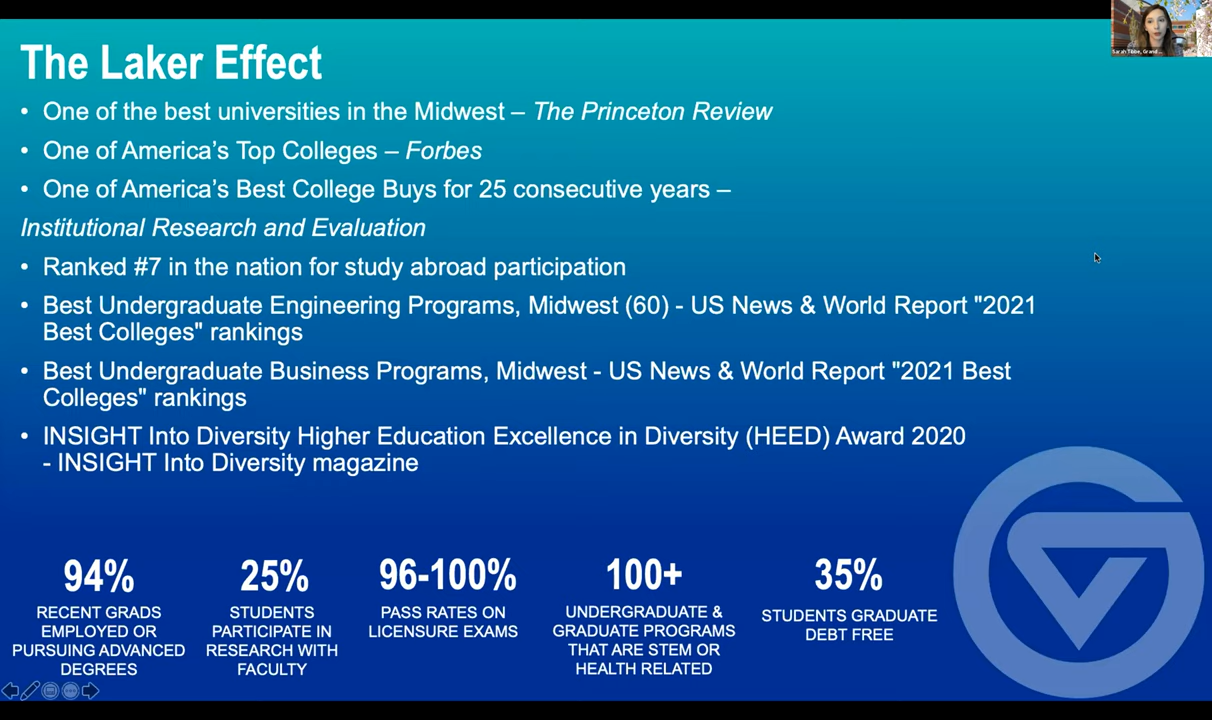 The Laker Effect
• One of the best universities in the Midwest – The Princeton Review
• One of America's Top Colleges – Forbes
• One of America's Best College Buys for 25 consecutive years –
Institutional Research and Evaluation
• Ranked #7 in the nation for study abroad participation
• Best Undergraduate Engineering Programs, Midwest (60) - US News & World Report "2021
Best Colleges" rankings
• Best Undergraduate Business Programs, Midwest - US News & World Report "2021 Best
Colleges" rankings
• INSIGHT Into Diversity Higher Education Excellence in Diversity (HEED) Award 2020
- INSIGHT Into Diversity magazine
94%
RECENT GRADS
EMPLOYED OR
PURSUING ADVANCED
DEGREES
25%
STUDENTS
PARTICIPATE IN
RESEARCH WITH
FACULTY
96-100%
PASS RATES ON
LICENSURE EXAMS
100+
UNDERGRADUATE &
GRADUATE PROGRAMS
THAT ARE STEM OR
HEALTH RELATED
35%
STUDENTS GRADUATE
DEBT FREE